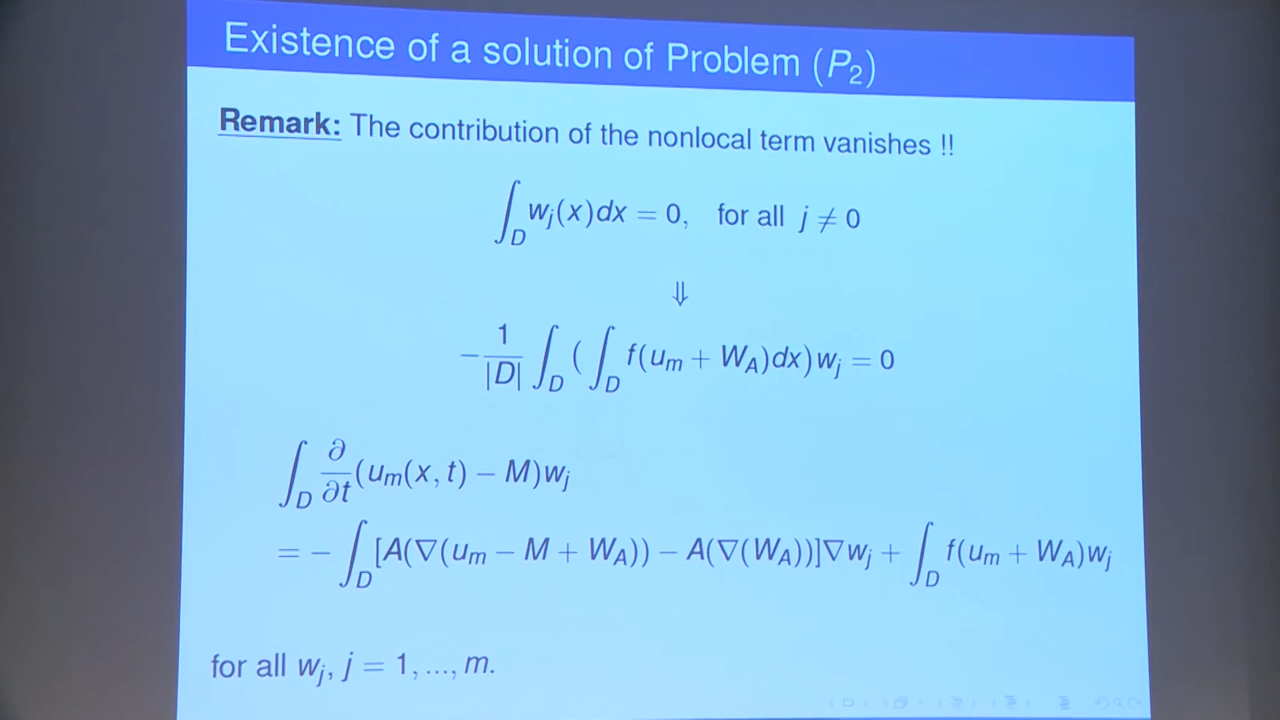 Existence of a solution of Problem (P₂)
Remark: The contribution of the nonlocal term vanishes !!
∫_D w_j(x)dx = 0, for all j ≠ 0
⇓
−1/|D| ∫_D ( ∫_D f(u_m + W_A)dx)w_j = 0
∫_D ∂/∂t (u_m(x, t) − M)w_j
= − ∫_D [A(∇(u_m − M + W_A)) − A(∇(W_A))]∇w_j + ∫_D f(u_m + W_A)w_j
for all w_j, j = 1, ..., m.